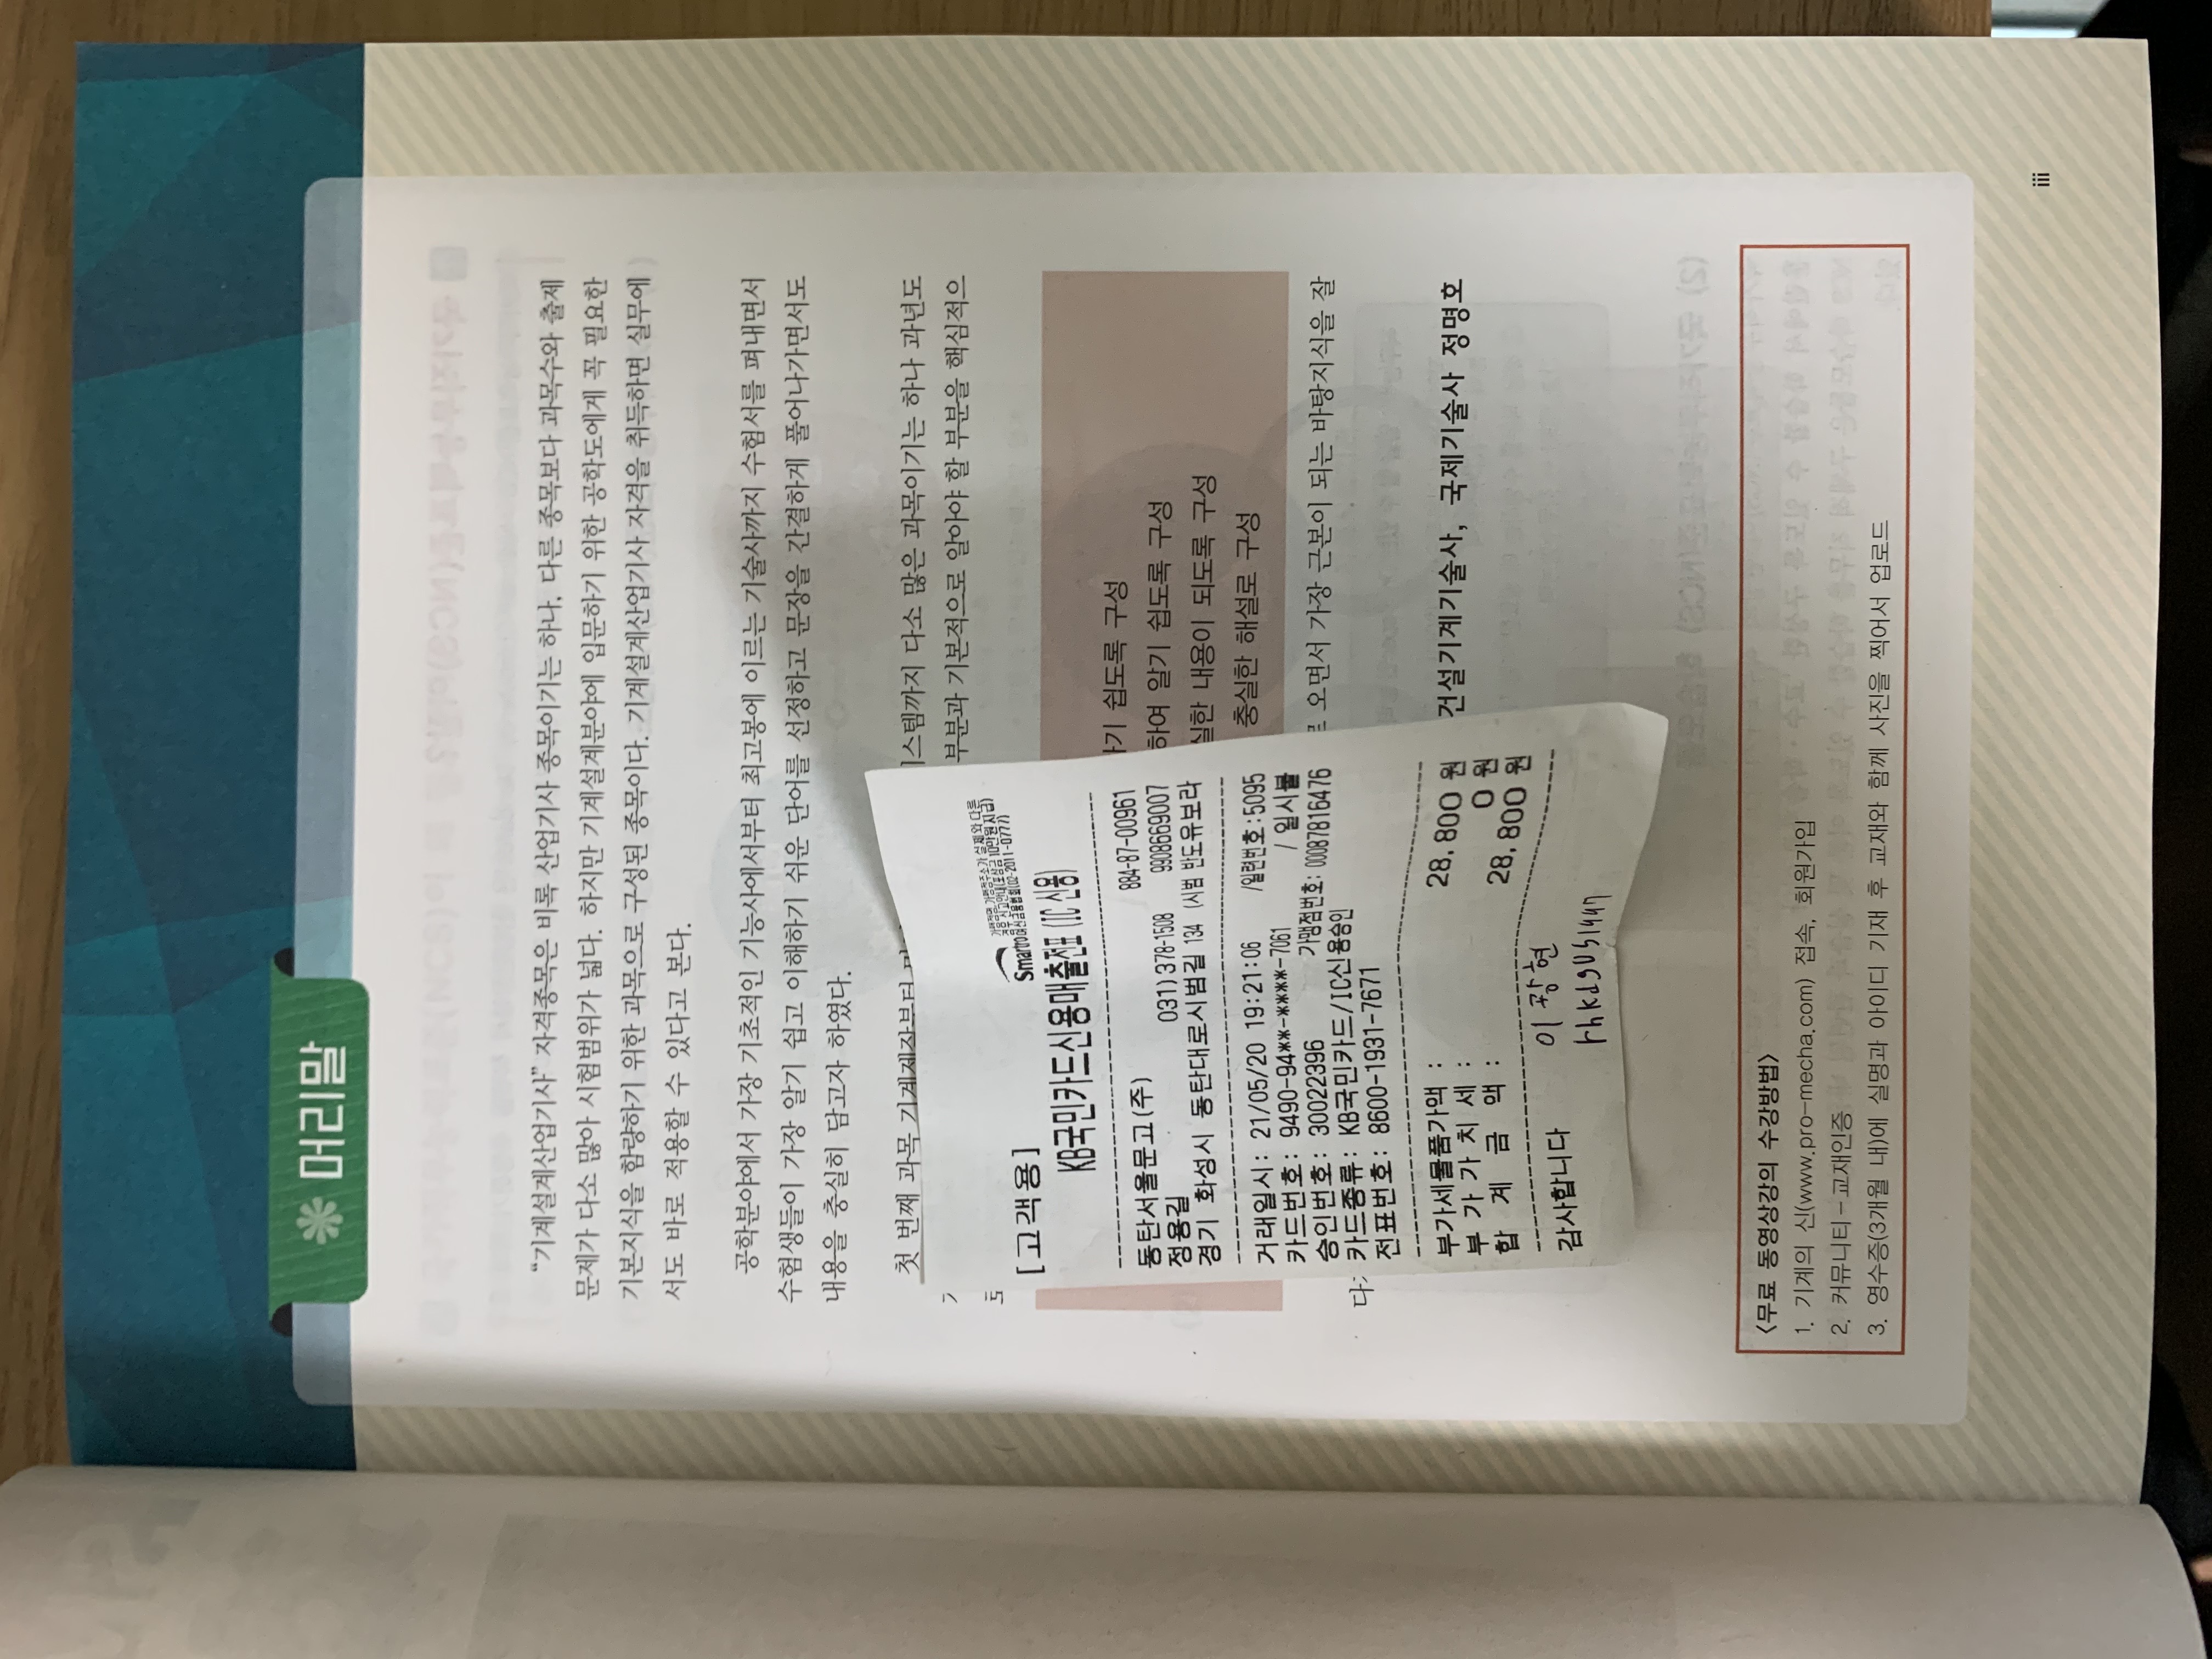 머리말
“기계설계산업기사” 자격종목은 비록 산업기사 종목이기는 하나, 다른 종목보다 과목수와 출제
문제가 다소 많아 시험범위가 넓다. 하지만 기계설계분야에 입문하기 위한 공학도에게 꼭 필요한
기본지식을 함량하기 위한 과목으로 구성된 종목이다. 기계설계산업기사 자격을 취득하면 실무에
서도 바로 적용할 수 있다고 본다.
공학분야에서 가장 기초적인 기능사에서부터 최고봉에 이르는 기술사까지 수험서를 펴내면서
수험생들이 가장 알기 쉽고 이해하기 쉬운 단어를 선정하고 문장을 간결하게 풀어나가면서도
내용을 충실히 담고자 하였다.
첫 번째 과목 기계제작부터 스템까지 다소 많은 과목이기는 하나 과년도
부분과 기본적으로 알아야 할 부분을 핵심적으
하기 쉽도록 구성
하여 알기 쉽도록 구성
실한 내용이 되도록 구성
충실한 해설로 구성
오면서 가장 근본이 되는 바탕지식을 잘
건설기계기술사, 국제기술사 정명호
Smartro
여신금융협회(02-2011-0777)
[고객용]
KB국민카드신용매출전표(IC 신용)
동탄서울문고(주) 884-87-00961
정용길 031)378-1508 9908669007
경기 화성시 동탄대로시범길 134 (시범 반도유보라
거래일시: 21/05/20 19:21:06 /일련번호:5095
카드번호: 9490-94**-****-7061 / 일시불
승인번호: 30022396 가맹점번호: 00087816476
카드종류: KB국민카드/IC신용승인
전표번호: 8600-1931-7671
부가세물품가액 : 28,800 원
부 가 가 치 세 : 0 원
합 계 금 액 : 28,800 원
감사합니다
이광현
rhkdgusluun
<무료 동영상강의 수강방법>
1. 기계의 신(www.pro-mecha.com) 접속, 회원가입
2. 커뮤니티-교재인증
3. 영수증(3개월 내)에 실명과 아이디 기재 후 교재와 함께 사진을 찍어서 업로드
iii